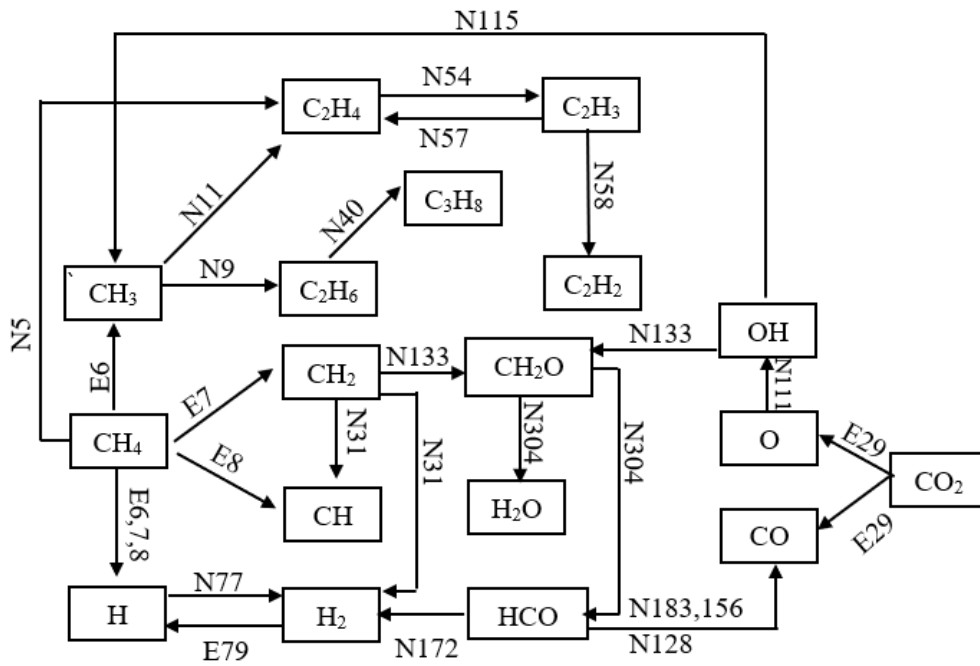 N115
N54
C₂H₄
C₂H₃
N57
N11
N40
C₃H₈
N58
N9
` CH₃
C₂H₆
C₂H₂
N5
OH
N133
E6
CH₂
N133
CH₂O
N111
E7
CH₄
N31
N31
N304
N304
O
E29
E8
CO₂
E6,7,8
CH
H₂O
CO
E29
N77
H
H₂
HCO
N183,156
E79
N172
N128